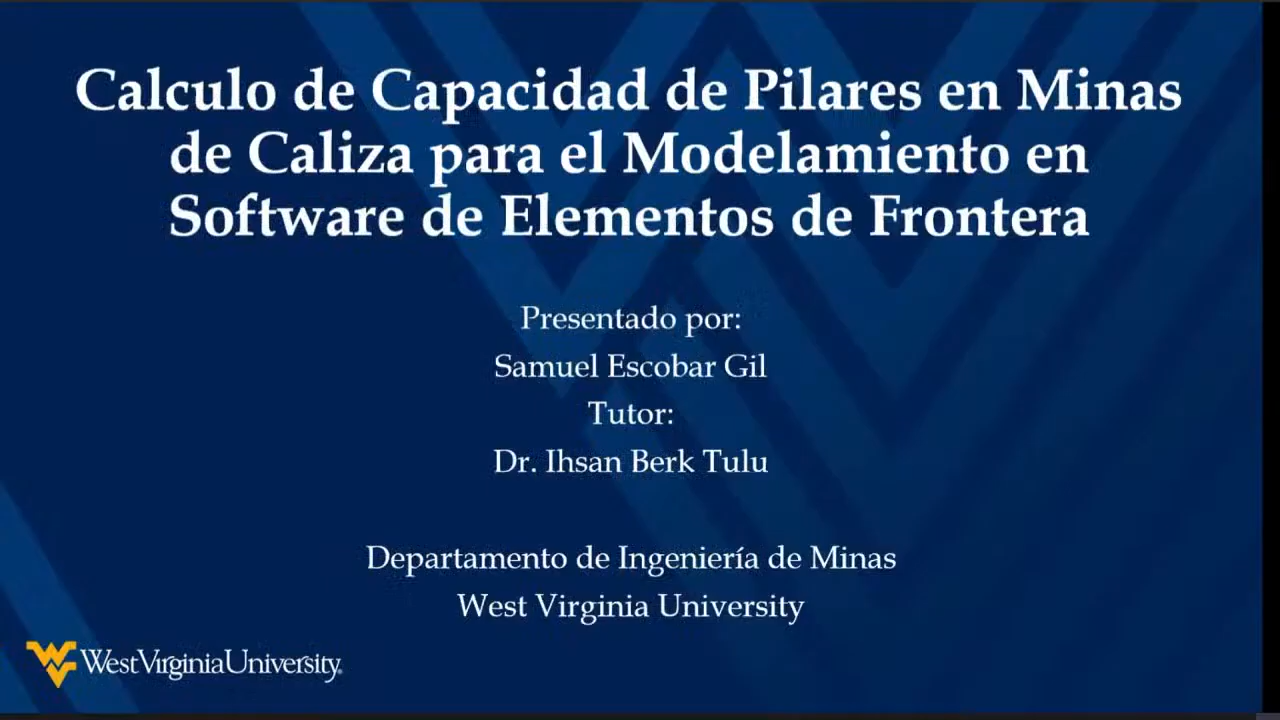 Calculo de Capacidad de Pilares en Minas
de Caliza para el Modelamiento en
Software de Elementos de Frontera
Presentado por:
Samuel Escobar Gil
Tutor:
Dr. Ihsan Berk Tulu
Departamento de Ingeniería de Minas
West Virginia University
WestVirginiaUniversity.